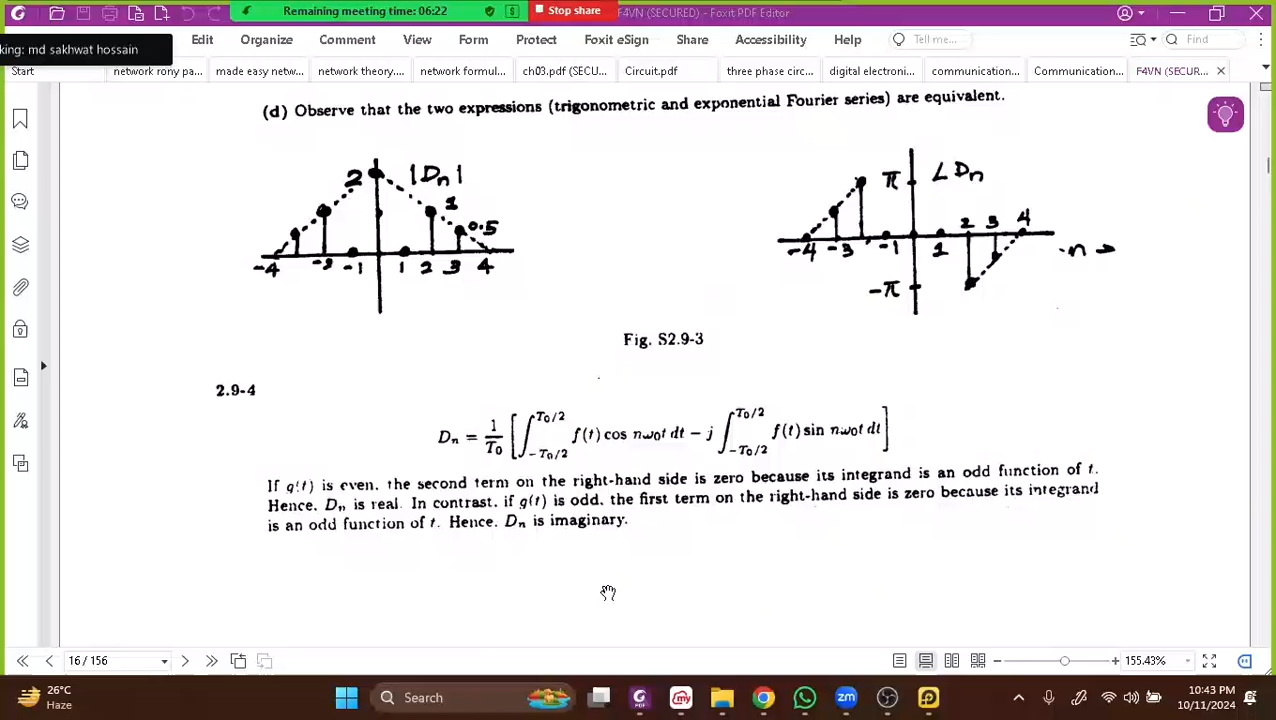 Remaining meeting time: 06:22
Stop share
F4VN (SECURED) - Foxit PDF Editor
king: md sakhwat hossain
Edit Organize Comment View Form Protect Foxit eSign Share Accessibility Help Tell me... Find
Start network rony pa... made easy netw... network theory.... network formul... ch03.pdf (SECU... Circuit.pdf three phase circ... digital electroni... communication... Communication... F4VN (SECUR...
(d) Observe that the two expressions (trigonometric and exponential Fourier series) are equivalent.
2 |Dn| 1 0.5
-4 -2 -1 1 2 3 4
π ∠Dn
2 3 4
-4 -3 -1 1 n →
-π
Fig. S2.9-3
2.9-4
Dn = 1/T0 [∫_{-T0/2}^{T0/2} f(t) cos nω0t dt − j ∫_{-T0/2}^{T0/2} f(t) sin nω0t dt]
If g(t) is even. the second term on the right-hand side is zero because its integrand is an odd function of t.
Hence. Dn is real. In contrast. if g(t) is odd. the first term on the right-hand side is zero because its integrand
is an odd function of t. Hence. Dn is imaginary.
16 / 156
155.43%
26°C
Haze
Search
10:43 PM
10/11/2024